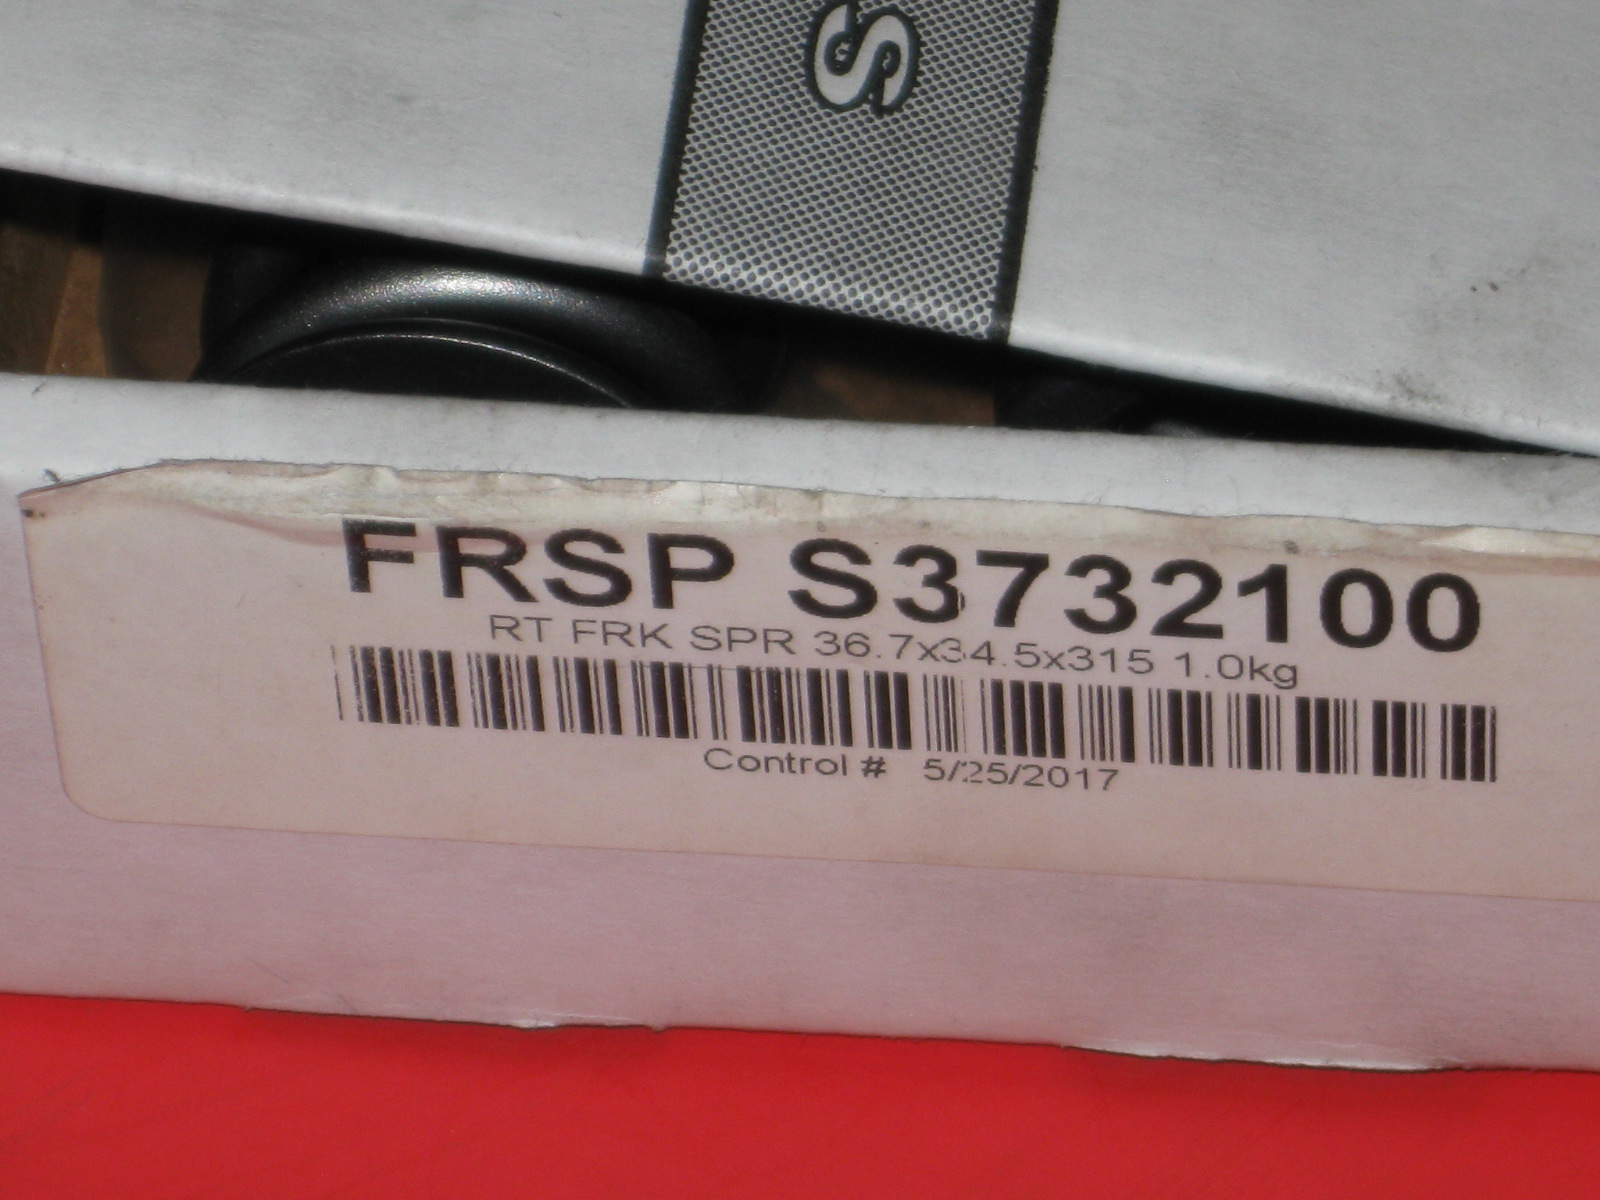 S
FRSP S3732100
RT FRK SPR 36.7x34.5x315 1.0kg
Control # 5/25/2017